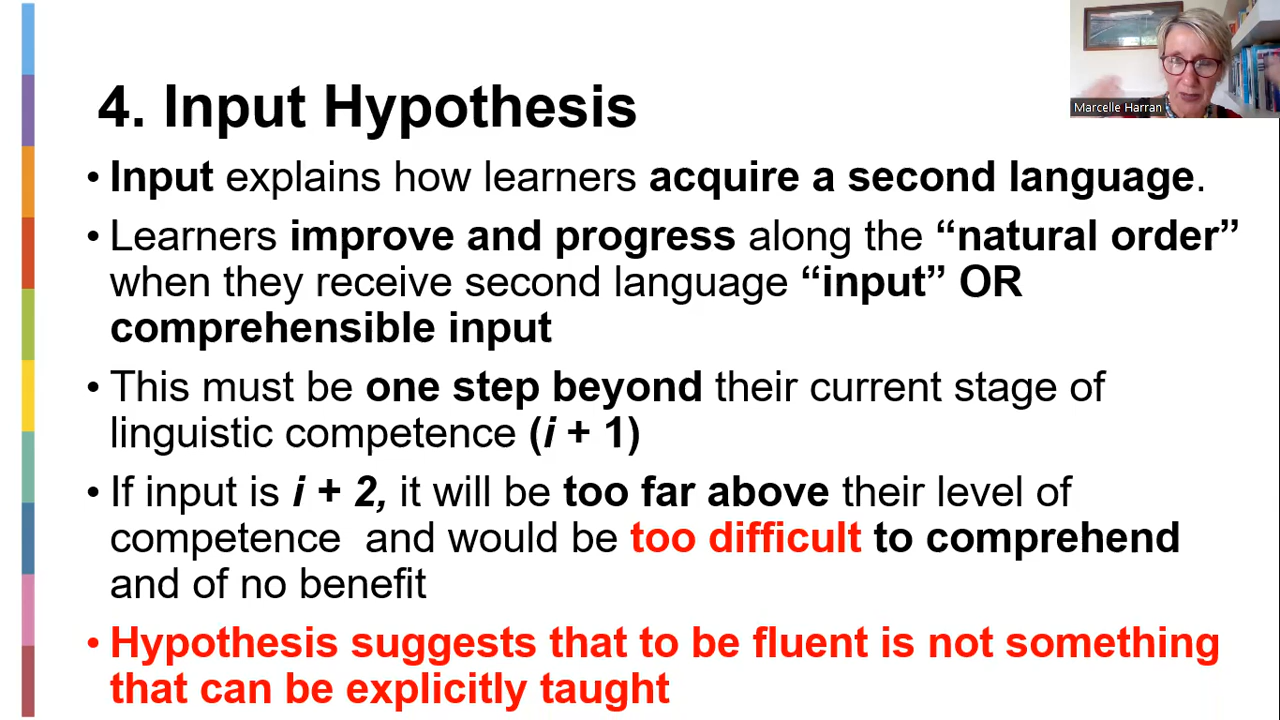 Marcelle Harran
4. Input Hypothesis
• Input explains how learners acquire a second language.
• Learners improve and progress along the “natural order”
when they receive second language “input” OR
comprehensible input
• This must be one step beyond their current stage of
linguistic competence (i + 1)
• If input is i + 2, it will be too far above their level of
competence  and would be too difficult to comprehend
and of no benefit
• Hypothesis suggests that to be fluent is not something
that can be explicitly taught